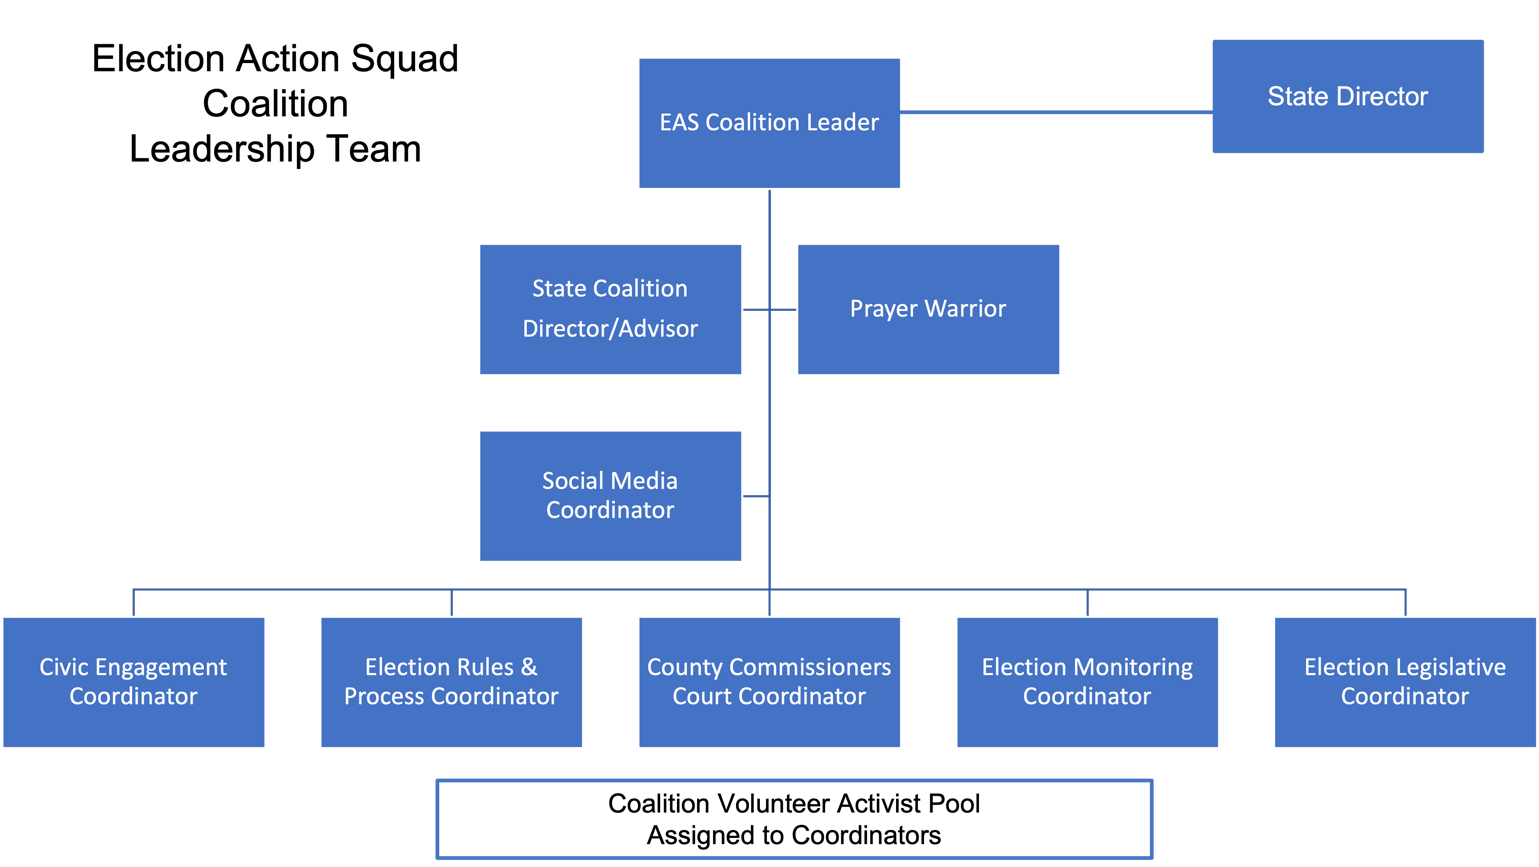 Election Action Squad
Coalition
Leadership Team
EAS Coalition Leader
State Director
State Coalition
Director/Advisor
Prayer Warrior
Social Media
Coordinator
Civic Engagement
Coordinator
Election Rules &
Process Coordinator
County Commissioners
Court Coordinator
Election Monitoring
Coordinator
Election Legislative
Coordinator
Coalition Volunteer Activist Pool
Assigned to Coordinators